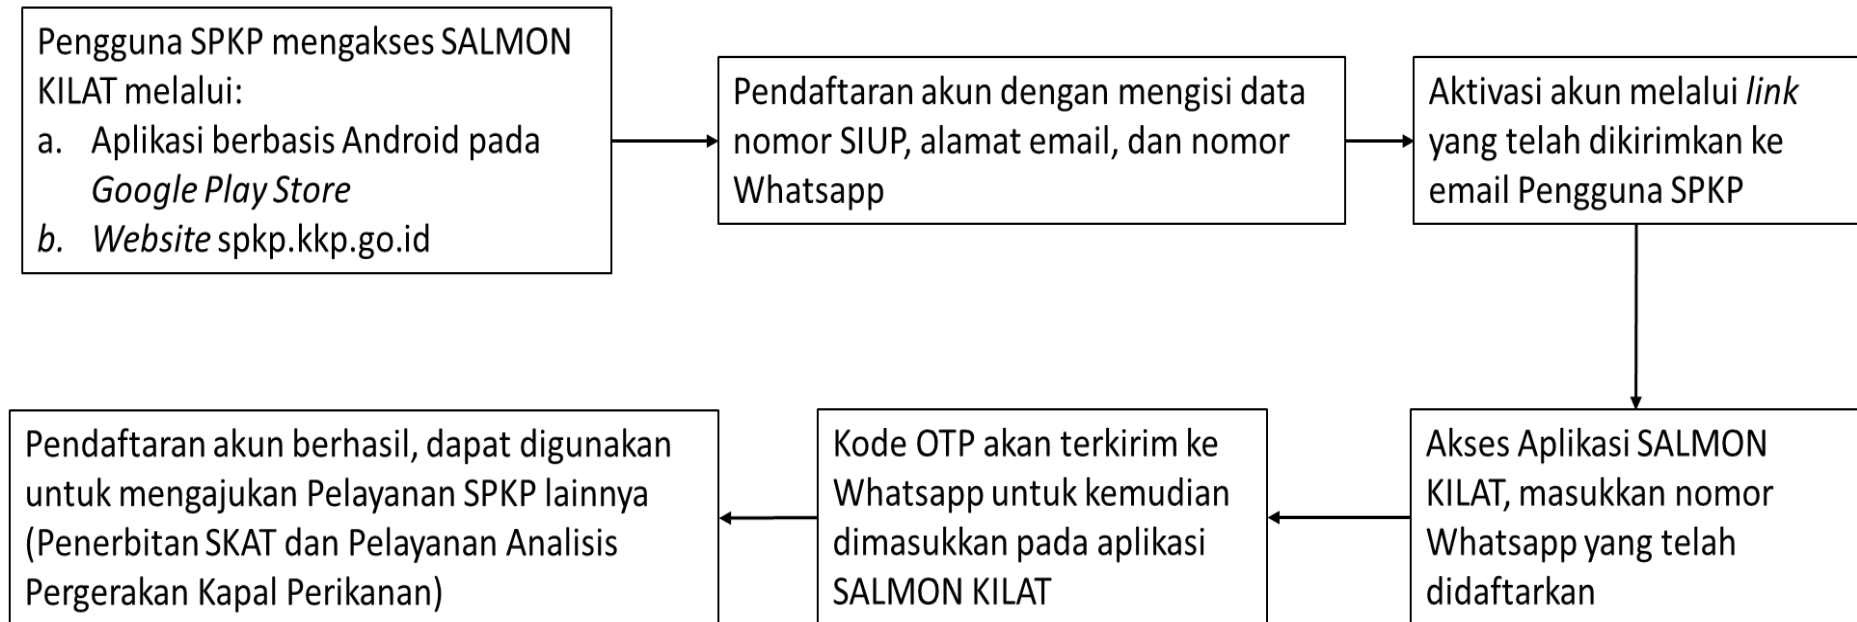 Pengguna SPKP mengakses SALMON
KILAT melalui:
a. Aplikasi berbasis Android pada
Google Play Store
b. Website spkp.kkp.go.id
Pendaftaran akun dengan mengisi data
nomor SIUP, alamat email, dan nomor
Whatsapp
Aktivasi akun melalui link
yang telah dikirimkan ke
email Pengguna SPKP
Akses Aplikasi SALMON
KILAT, masukkan nomor
Whatsapp yang telah
didaftarkan
Kode OTP akan terkirim ke
Whatsapp untuk kemudian
dimasukkan pada aplikasi
SALMON KILAT
Pendaftaran akun berhasil, dapat digunakan
untuk mengajukan Pelayanan SPKP lainnya
(Penerbitan SKAT dan Pelayanan Analisis
Pergerakan Kapal Perikanan)